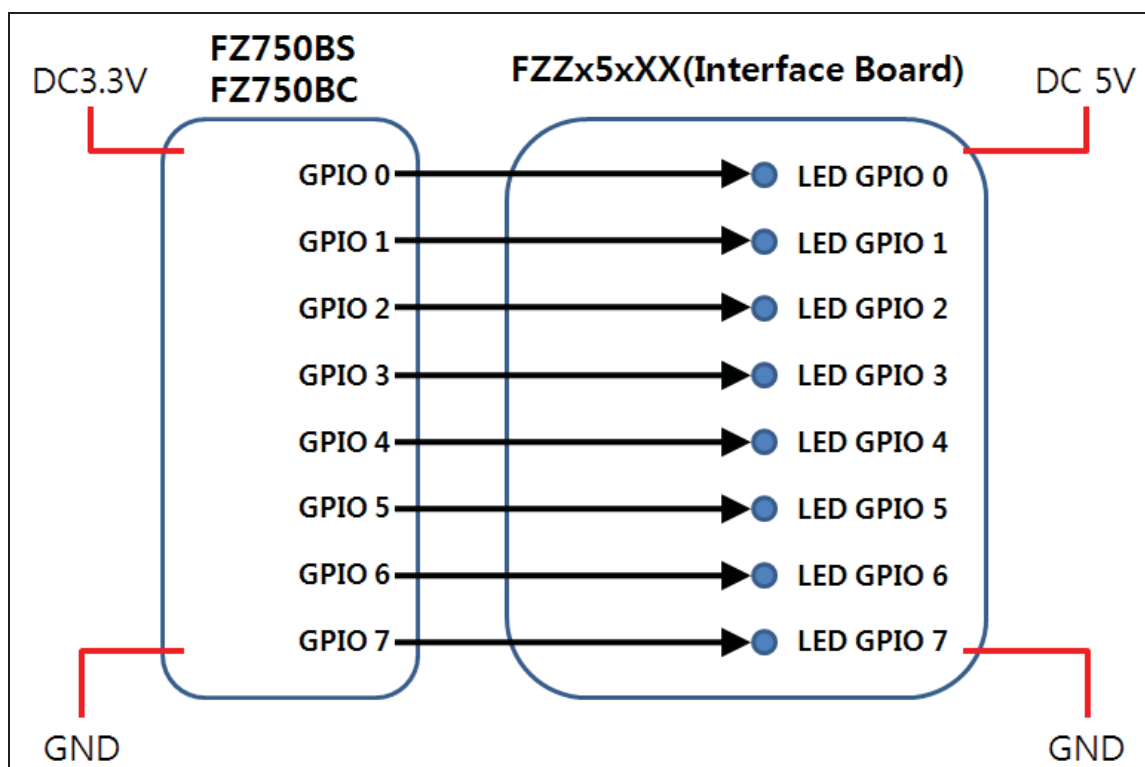 FZ750BS
FZ750BC
FZZx5xXX(Interface Board)
DC3.3V
DC 5V
GPIO 0
LED GPIO 0
GPIO 1
LED GPIO 1
GPIO 2
LED GPIO 2
GPIO 3
LED GPIO 3
GPIO 4
LED GPIO 4
GPIO 5
LED GPIO 5
GPIO 6
LED GPIO 6
GPIO 7
LED GPIO 7
GND
GND